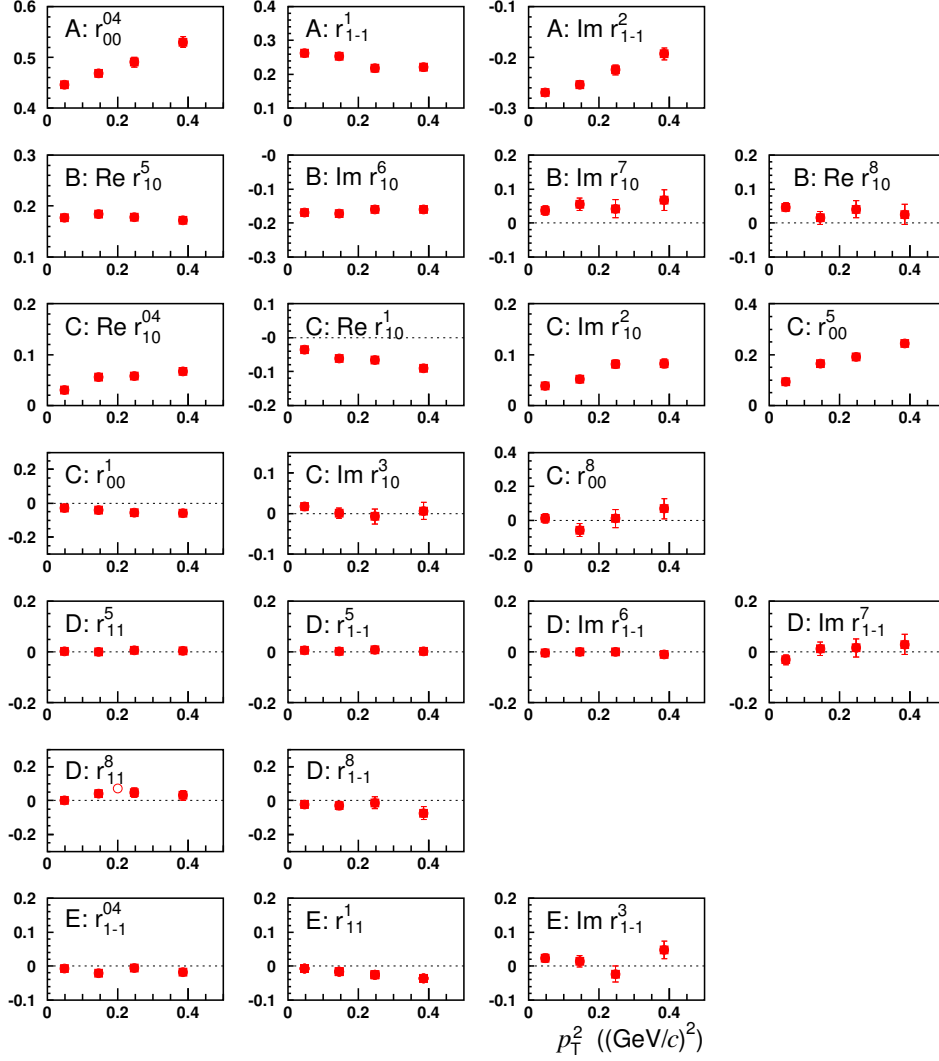 A: r^{04}_{00} A: r^{1}_{1-1} A: Im r^{2}_{1-1}
0.6 0.4 -0.1
0.5 0.3 -0.2
0.4 0.2 -0.3
0.1
0 0.2 0.4 0 0.2 0.4 0 0.2 0.4
B: Re r^{5}_{10} B: Im r^{6}_{10} B: Im r^{7}_{10} B: Re r^{8}_{10}
0.3 -0 0.2 0.2
0.2 -0.1 0.1 0.1
0.1 -0.2 0 0
-0.3 -0.1 -0.1
0 0.2 0.4 0 0.2 0.4 0 0.2 0.4 0 0.2 0.4
C: Re r^{04}_{10} C: Re r^{1}_{10} C: Im r^{2}_{10} C: r^{5}_{00}
0.2 0.1 0.2 0.4
0.1 -0 0.1 0.2
0 -0.1 0 0
-0.2
0 0.2 0.4 0 0.2 0.4 0 0.2 0.4 0 0.2 0.4
C: r^{1}_{00} C: Im r^{3}_{10} C: r^{8}_{00}
0.2 0.1 0.4
0 0 0.2
-0.2 -0.1 0
-0.2
0 0.2 0.4 0 0.2 0.4 0 0.2 0.4
D: r^{5}_{11} D: r^{5}_{1-1} D: Im r^{6}_{1-1} D: Im r^{7}_{1-1}
0.2 0.2 0.2 0.2
0 0 0 0
-0.2 -0.2 -0.2 -0.2
0 0.2 0.4 0 0.2 0.4 0 0.2 0.4 0 0.2 0.4
D: r^{8}_{11} D: r^{8}_{1-1}
0.2 0.2
0 0
-0.2 -0.2
0 0.2 0.4 0 0.2 0.4
E: r^{04}_{1-1} E: r^{1}_{11} E: Im r^{3}_{1-1}
0.2 0.2 0.2
0.1 0.1 0.1
0 0 0
-0.1 -0.1 -0.1
0 0.2 0.4 0 0.2 0.4 0 0.2 0.4
p^{2}_{T} ((GeV/c)^{2})